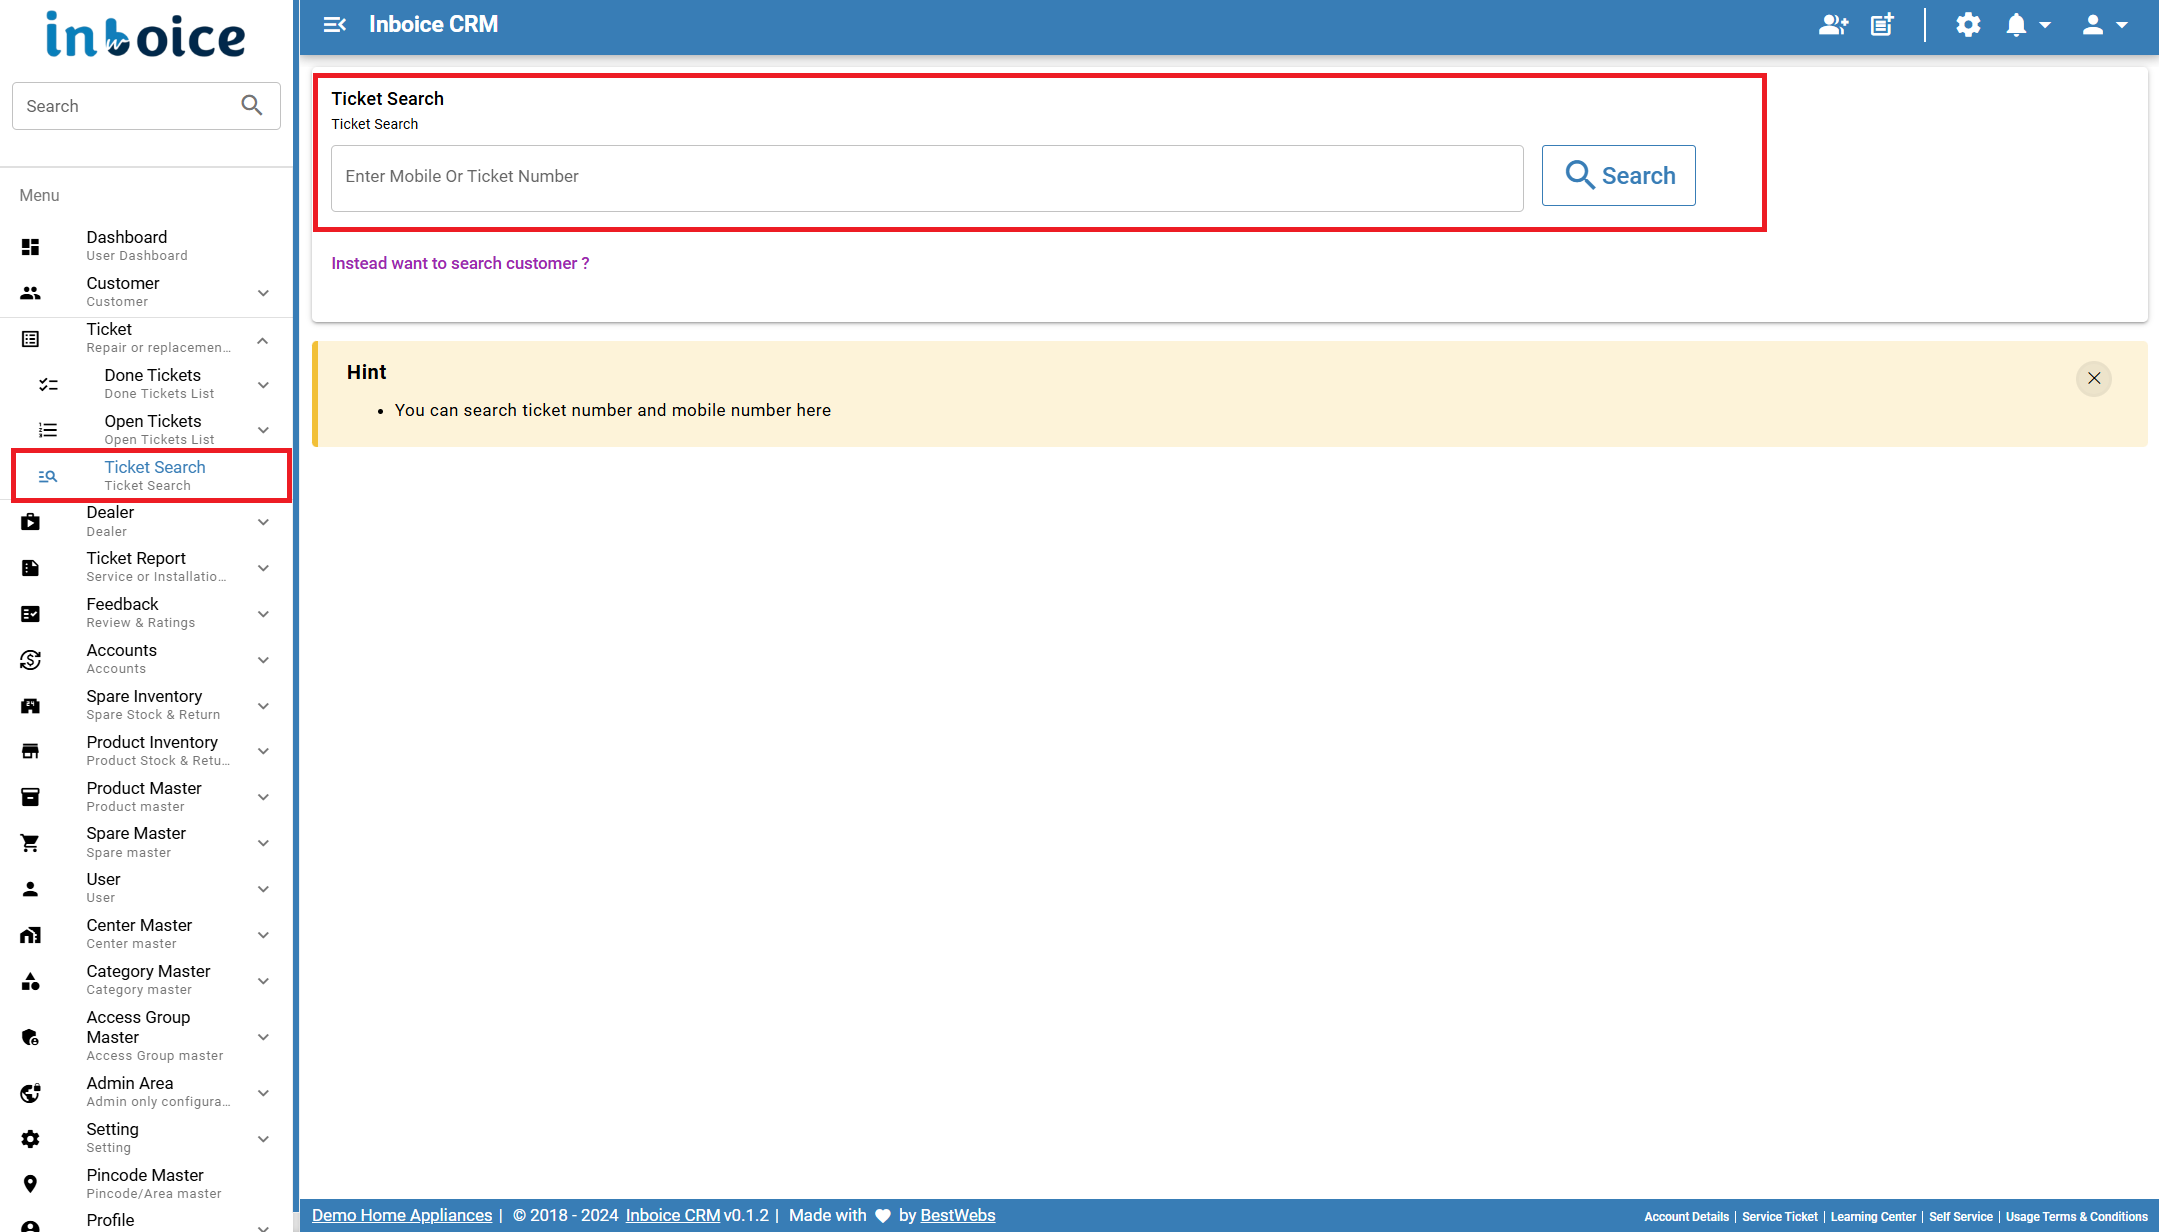 inboice
Search
Menu
Dashboard
User Dashboard
Customer
Customer
Ticket
Repair or replacemen...
Done Tickets
Done Tickets List
Open Tickets
Open Tickets List
Ticket Search
Ticket Search
Dealer
Dealer
Ticket Report
Service or Installatio...
Feedback
Review & Ratings
Accounts
Accounts
Spare Inventory
Spare Stock & Return
Product Inventory
Product Stock & Retu...
Product Master
Product master
Spare Master
Spare master
User
User
Center Master
Center master
Category Master
Category master
Access Group
Master
Access Group master
Admin Area
Admin only configura...
Setting
Setting
Pincode Master
Pincode/Area master
Profile
Inboice CRM
Ticket Search
Ticket Search
Enter Mobile Or Ticket Number
Search
Instead want to search customer ?
Hint
• You can search ticket number and mobile number here
Demo Home Appliances | © 2018 - 2024 Inboice CRM v0.1.2 | Made with ♥ by BestWebs
Account Details | Service Ticket | Learning Center | Self Service | Usage Terms & Conditions